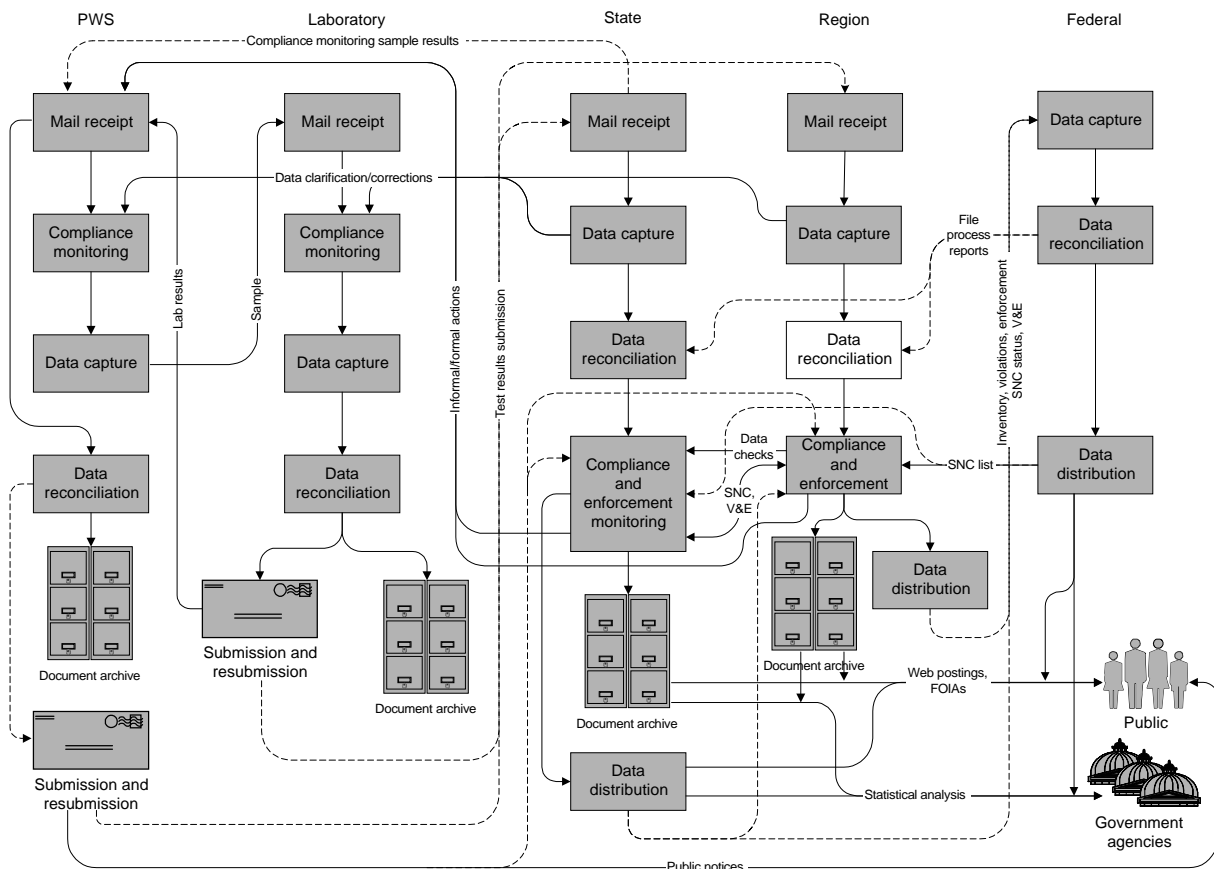 PWS
Laboratory
State
Region
Federal
Compliance monitoring sample results
Mail receipt
Mail receipt
Mail receipt
Mail receipt
Data capture
Data clarification/corrections
Compliance
monitoring
Compliance
monitoring
Data capture
Data capture
File
process
reports
Data
reconciliation
Lab results
Sample
Informal/formal actions
Test results submission
Inventory, violations, enforcement
SNC status, V&E
Data capture
Data capture
Data
reconciliation
Data
reconciliation
Data
reconciliation
Data
reconciliation
Compliance
and
enforcement
monitoring
Data
checks
SNC,
V&E
Compliance
and
enforcement
SNC list
Data
distribution
Document archive
Submission and
resubmission
Document archive
Document archive
Document archive
Data
distribution
Web postings,
FOIAs
Public
Submission and
resubmission
Data
distribution
Statistical analysis
Government
agencies
Public notices